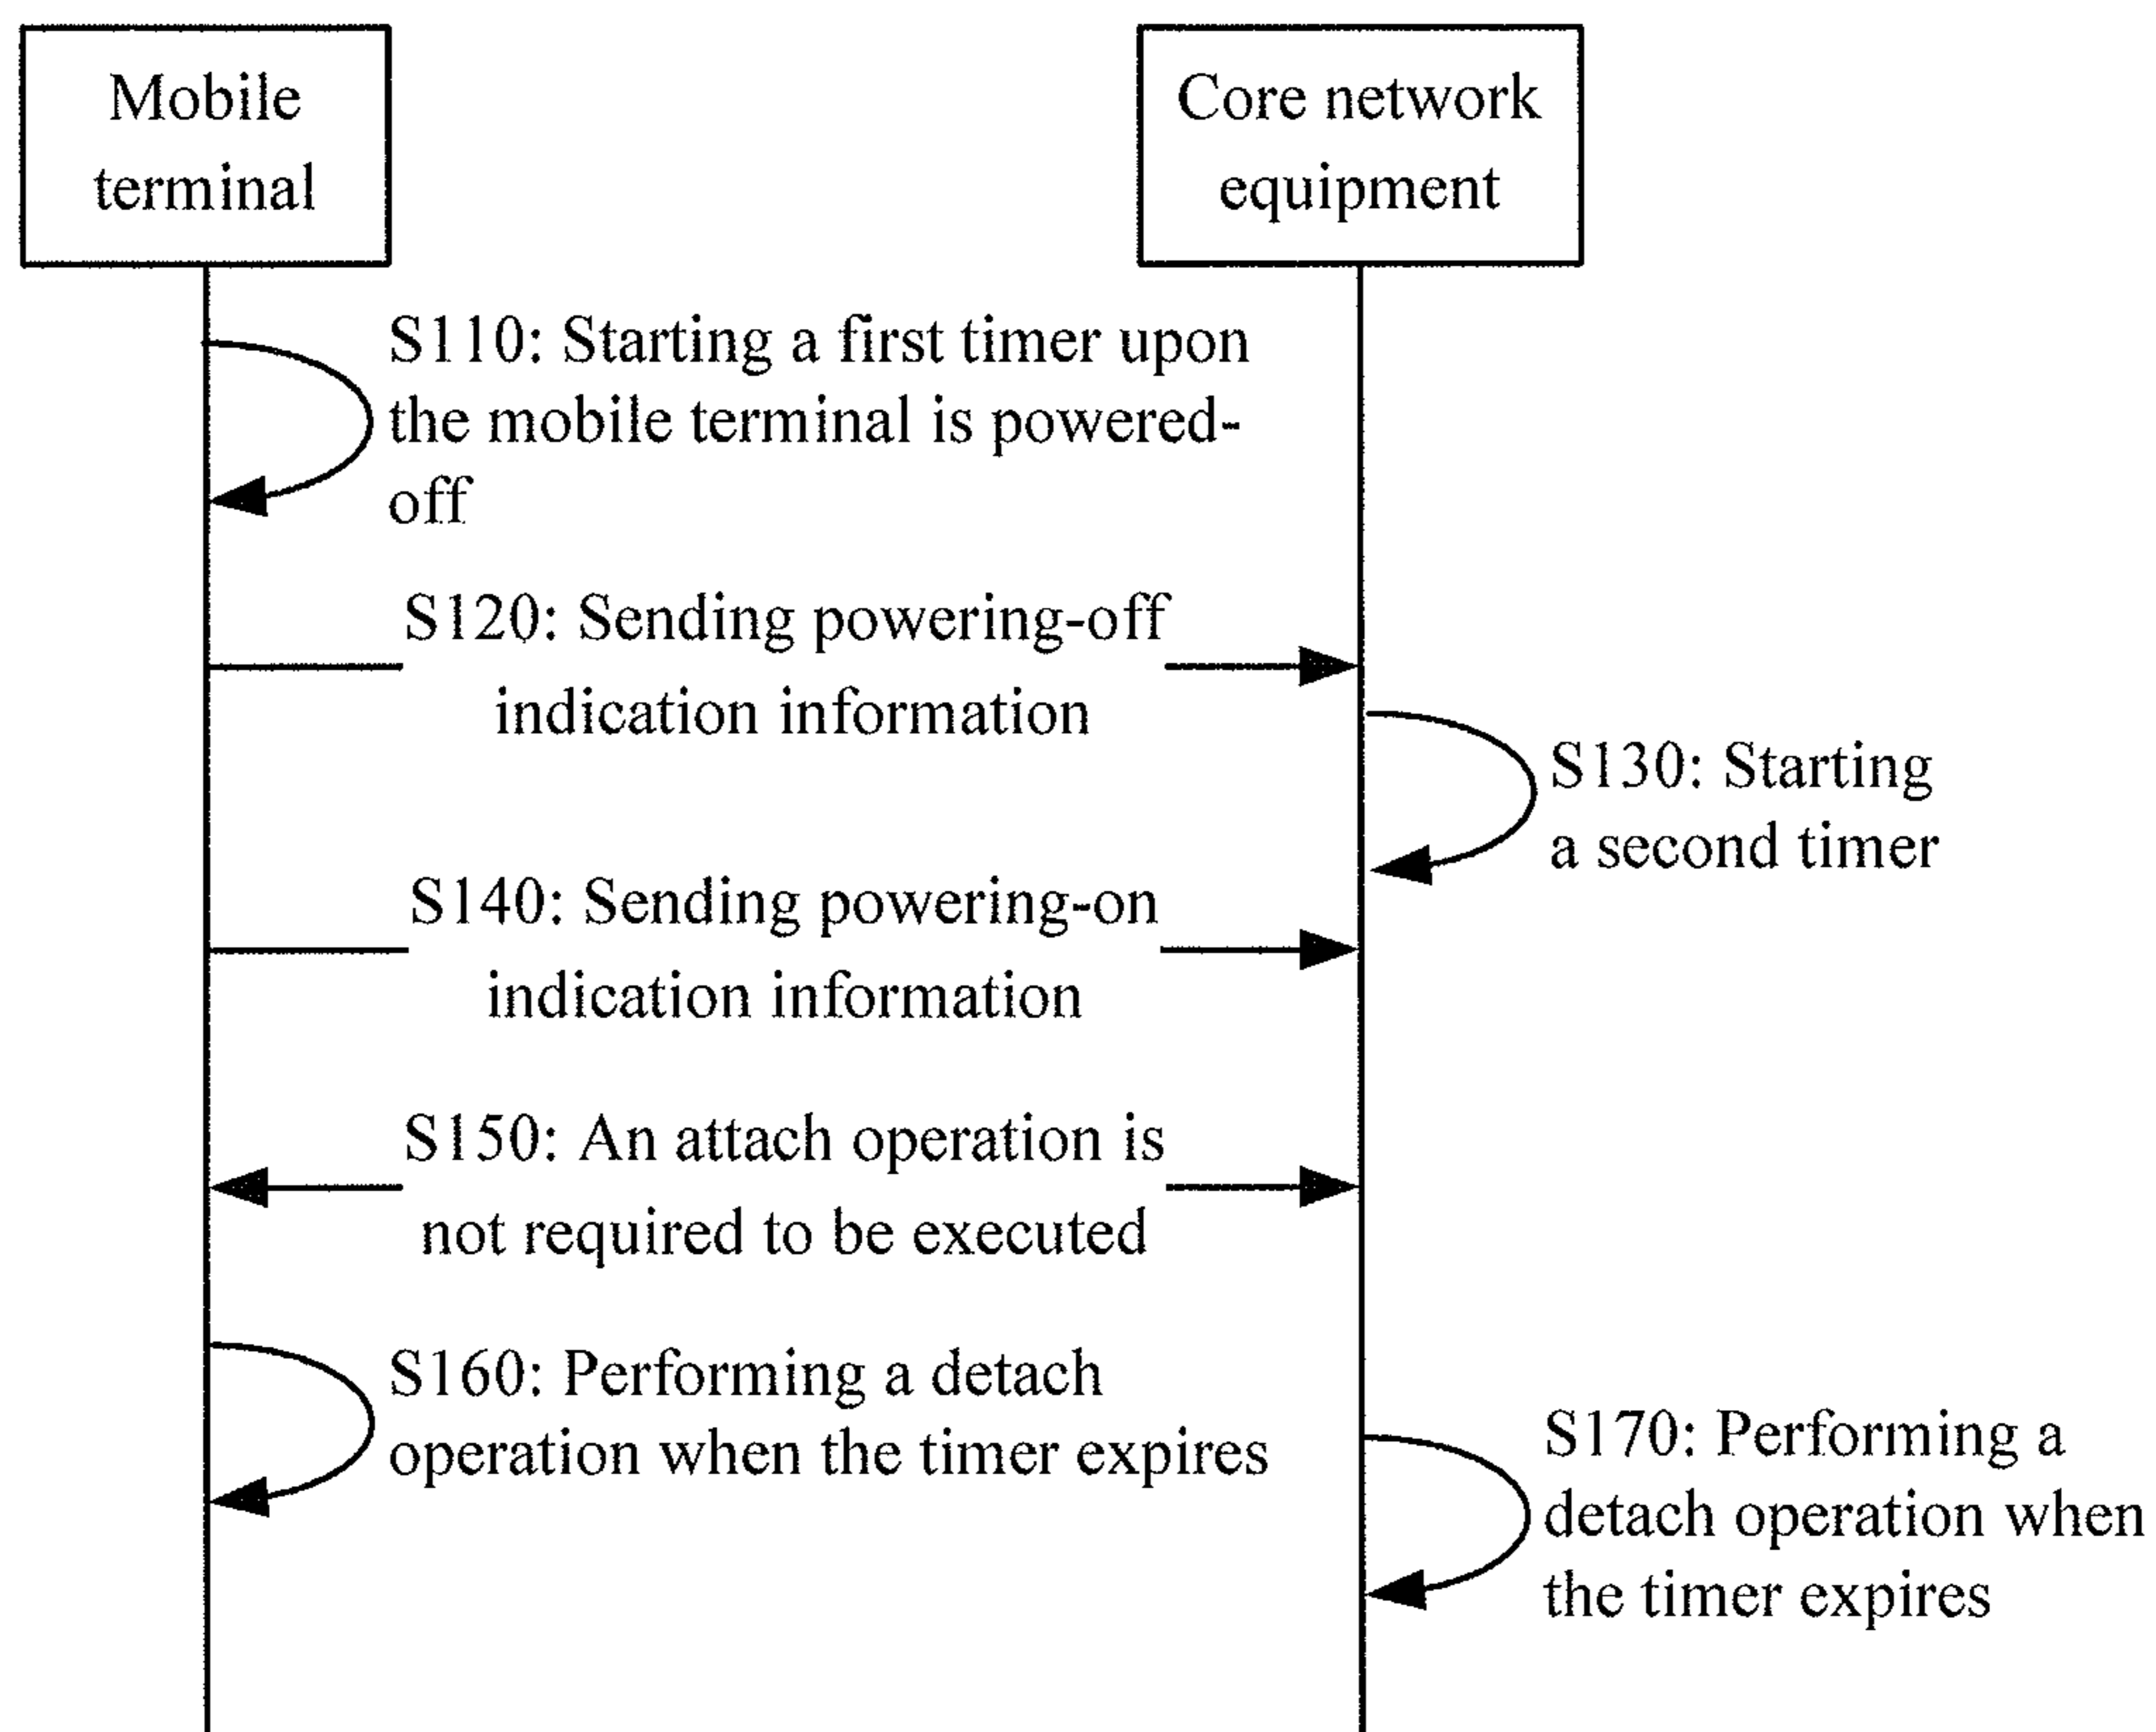 Mobile
terminal
Core network
equipment
S110: Starting a first timer upon
the mobile terminal is powered-
off
S120: Sending powering-off
indication information
S130: Starting
a second timer
S140: Sending powering-on
indication information
S150: An attach operation is
not required to be executed
S160: Performing a detach
operation when the timer expires
S170: Performing a
detach operation when
the timer expires